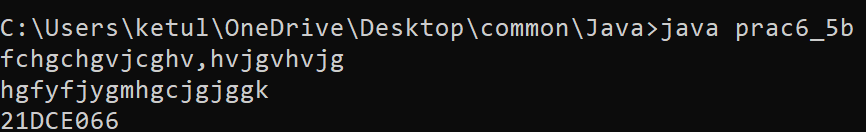 C:\Users\ketul\OneDrive\Desktop\common\Java>java prac6_5b
fchgchgvjcghv,hvjgvhvjg
hgfyfjygmhgcjgjggk
21DCE066